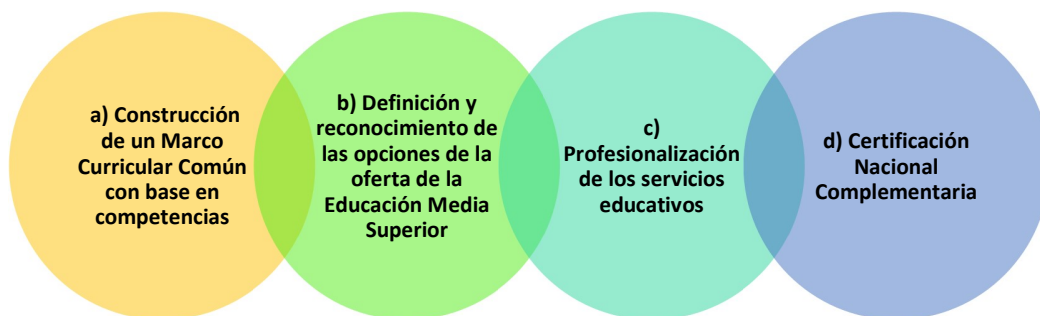 a) Construcción
de un Marco
Curricular Común
con base en
competencias
b) Definición y
reconocimiento de
las opciones de la
oferta de la
Educación Media
Superior
c)
Profesionalización
de los servicios
educativos
d) Certificación
Nacional
Complementaria